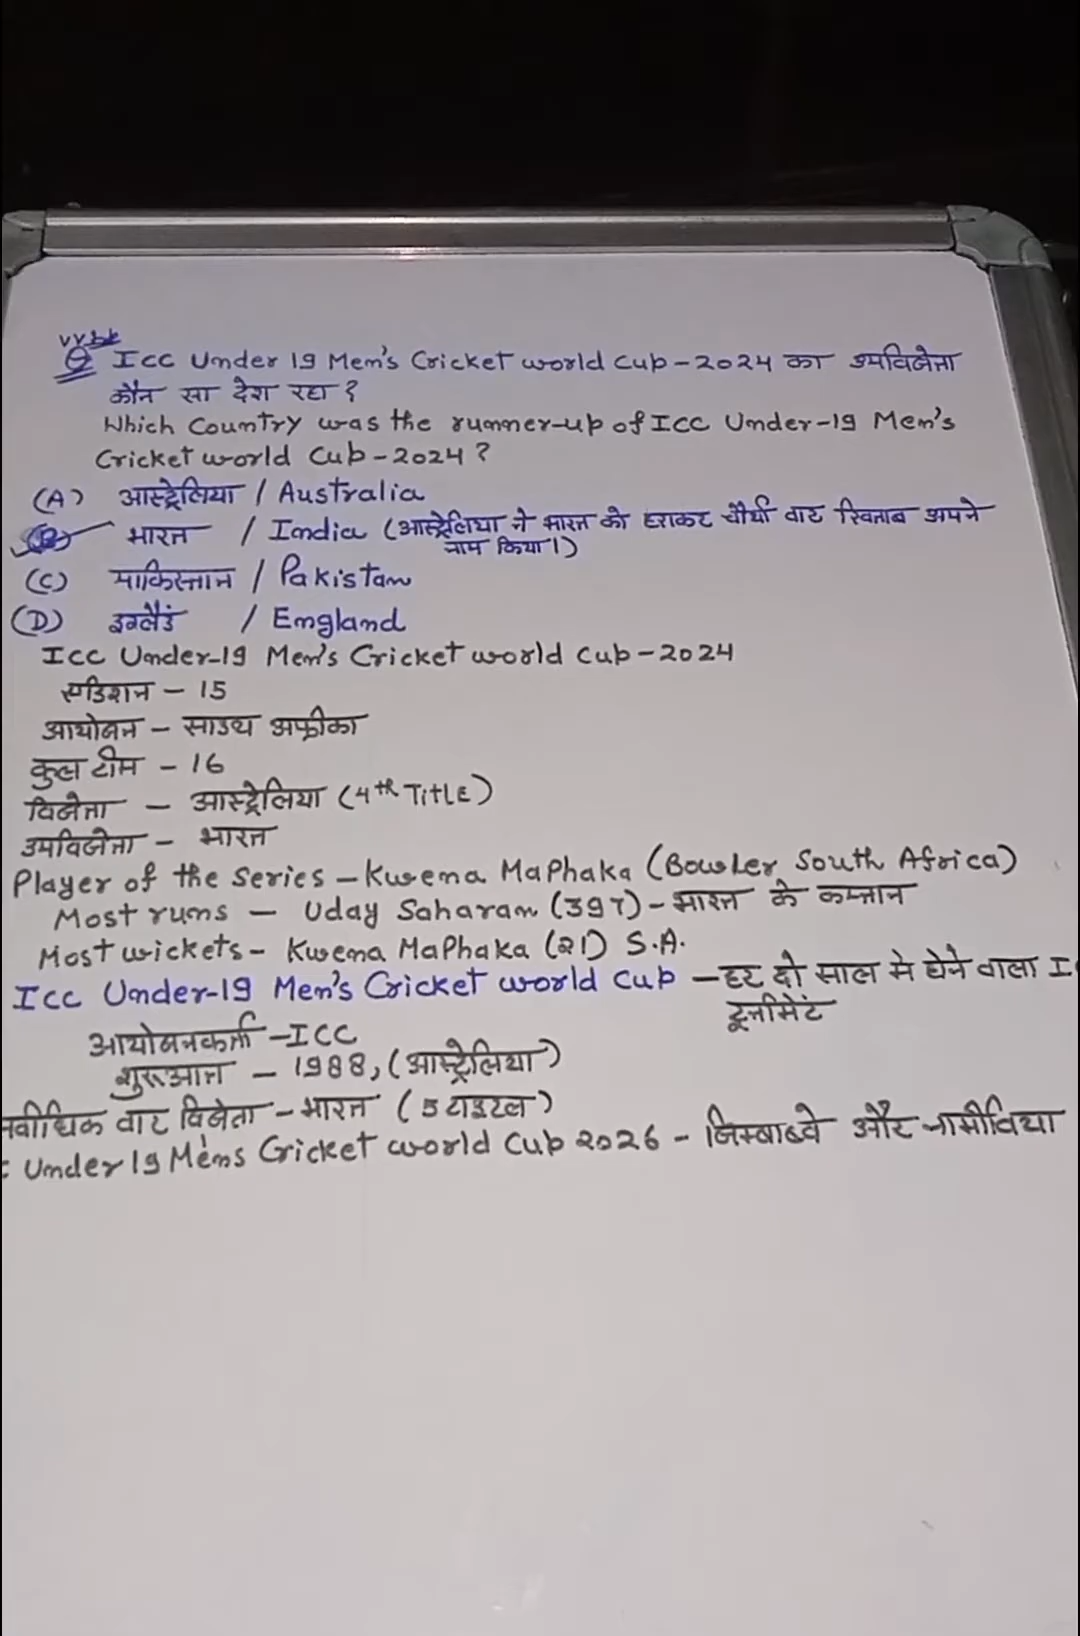 VVImp
Q ICC Under 19 Men's Cricket world Cup-2024 का उपविजेता
कौन सा देश रहा ?
Which Country was the runner-up of ICC Under-19 Men's
Cricket world Cup-2024 ?
(A) आस्ट्रेलिया / Australia
(B) भारत / India (आस्ट्रेलिया ने भारत को हराकर चौथी बार खिताब अपने
नाम किया।)
(C) पाकिस्तान / Pakistan
(D) इंग्लैंड / England
ICC Under-19 Men's Cricket world Cup-2024
एडिशन - 15
आयोजन - साउथ अफ्रीका
कुल टीम - 16
विजेता - आस्ट्रेलिया (4th TitLE)
उपविजेता - भारत
Player of the series - Kwena MaPhaka (Bowler South Africa)
Most runs - Uday Saharan (397) - भारत के कप्तान
Most wickets - Kwena MaPhaka (21) S.A.
ICC Under-19 Men's Cricket world Cup - हर दो साल मे होने वाला
टूर्नामेंट
आयोजनकर्ता - ICC
शुरूआत - 1988, (आस्ट्रेलिया)
बार विजेता - भारत (5 टाइटल)
Under 19 Men's Cricket world Cup 2026 - जिम्बाब्वे और नामीबिया